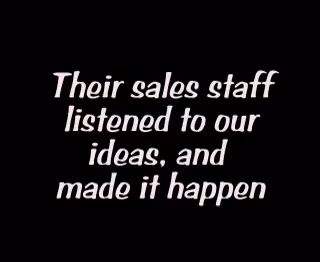 Their sales staff
listened to our
ideas, and
made it happen